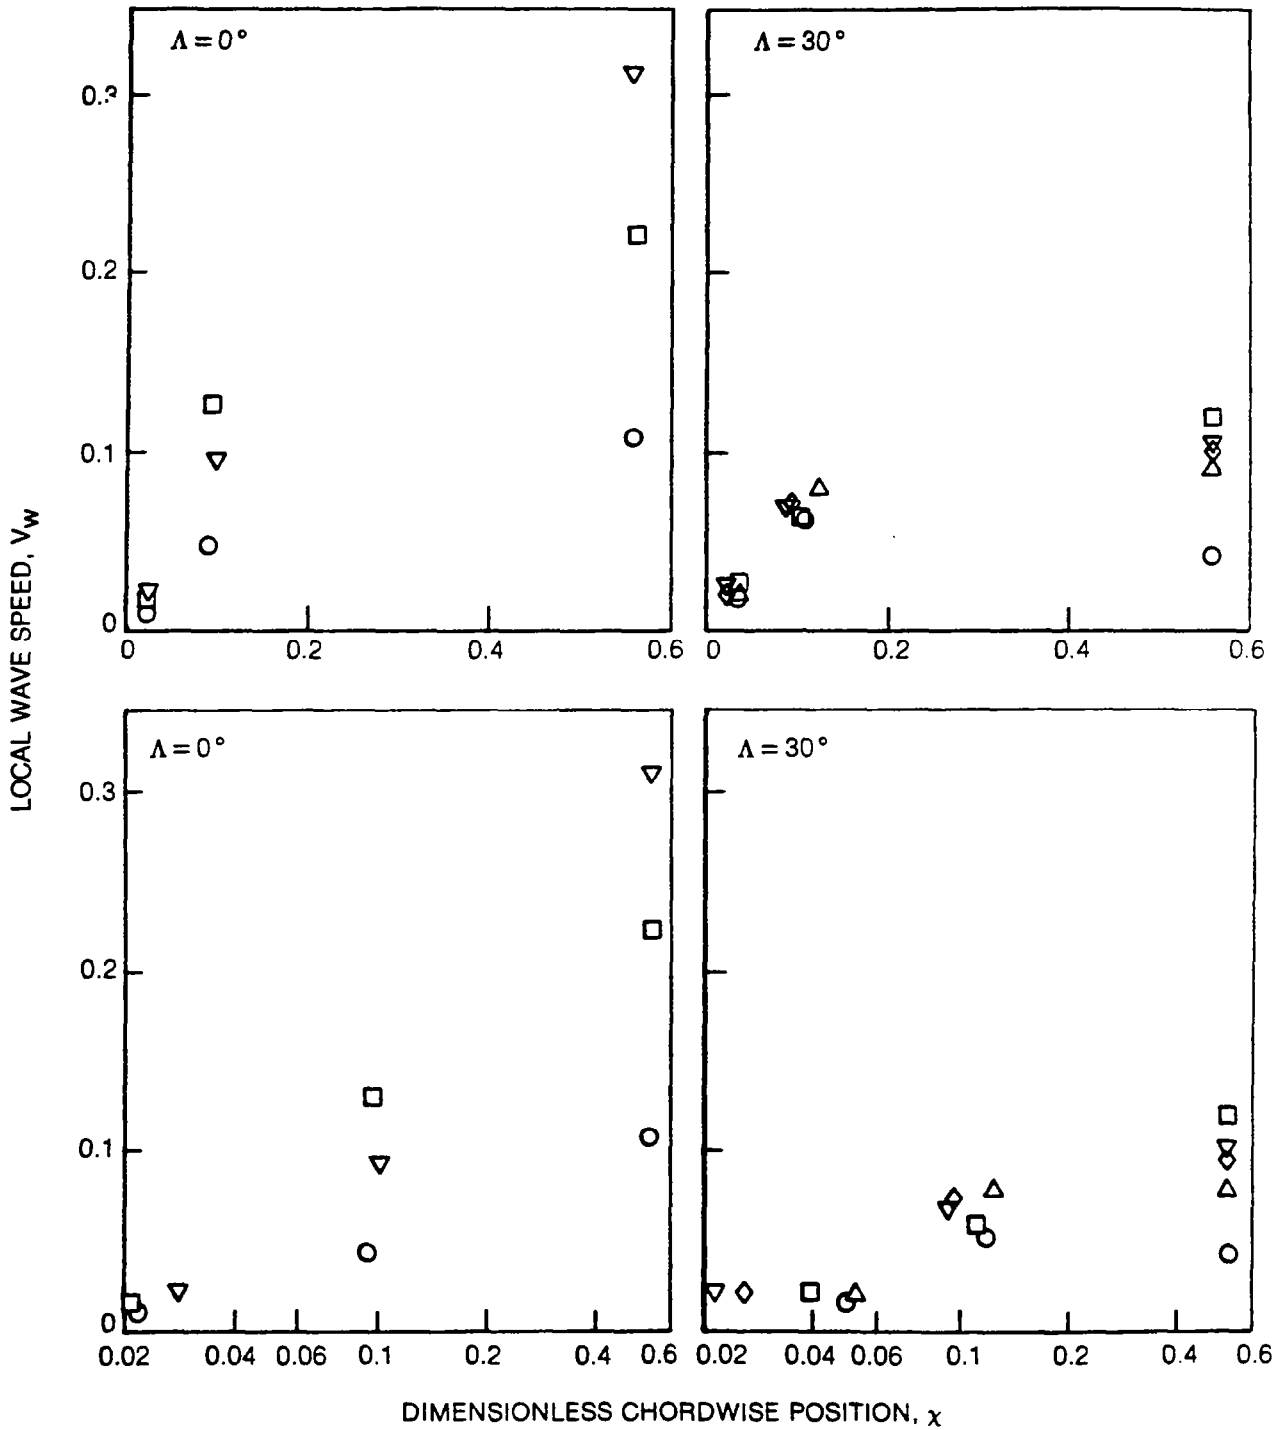 Λ = 0°
Λ = 30°
0.3
0.2
0.1
0
0 0.2 0.4 0.6
0 0.2 0.4 0.6
LOCAL WAVE SPEED, Vw
Λ = 0°
Λ = 30°
0.3
0.2
0.1
0
0.02 0.04 0.06 0.1 0.2 0.4 0.6
0.02 0.04 0.06 0.1 0.2 0.4 0.6
DIMENSIONLESS CHORDWISE POSITION, χ